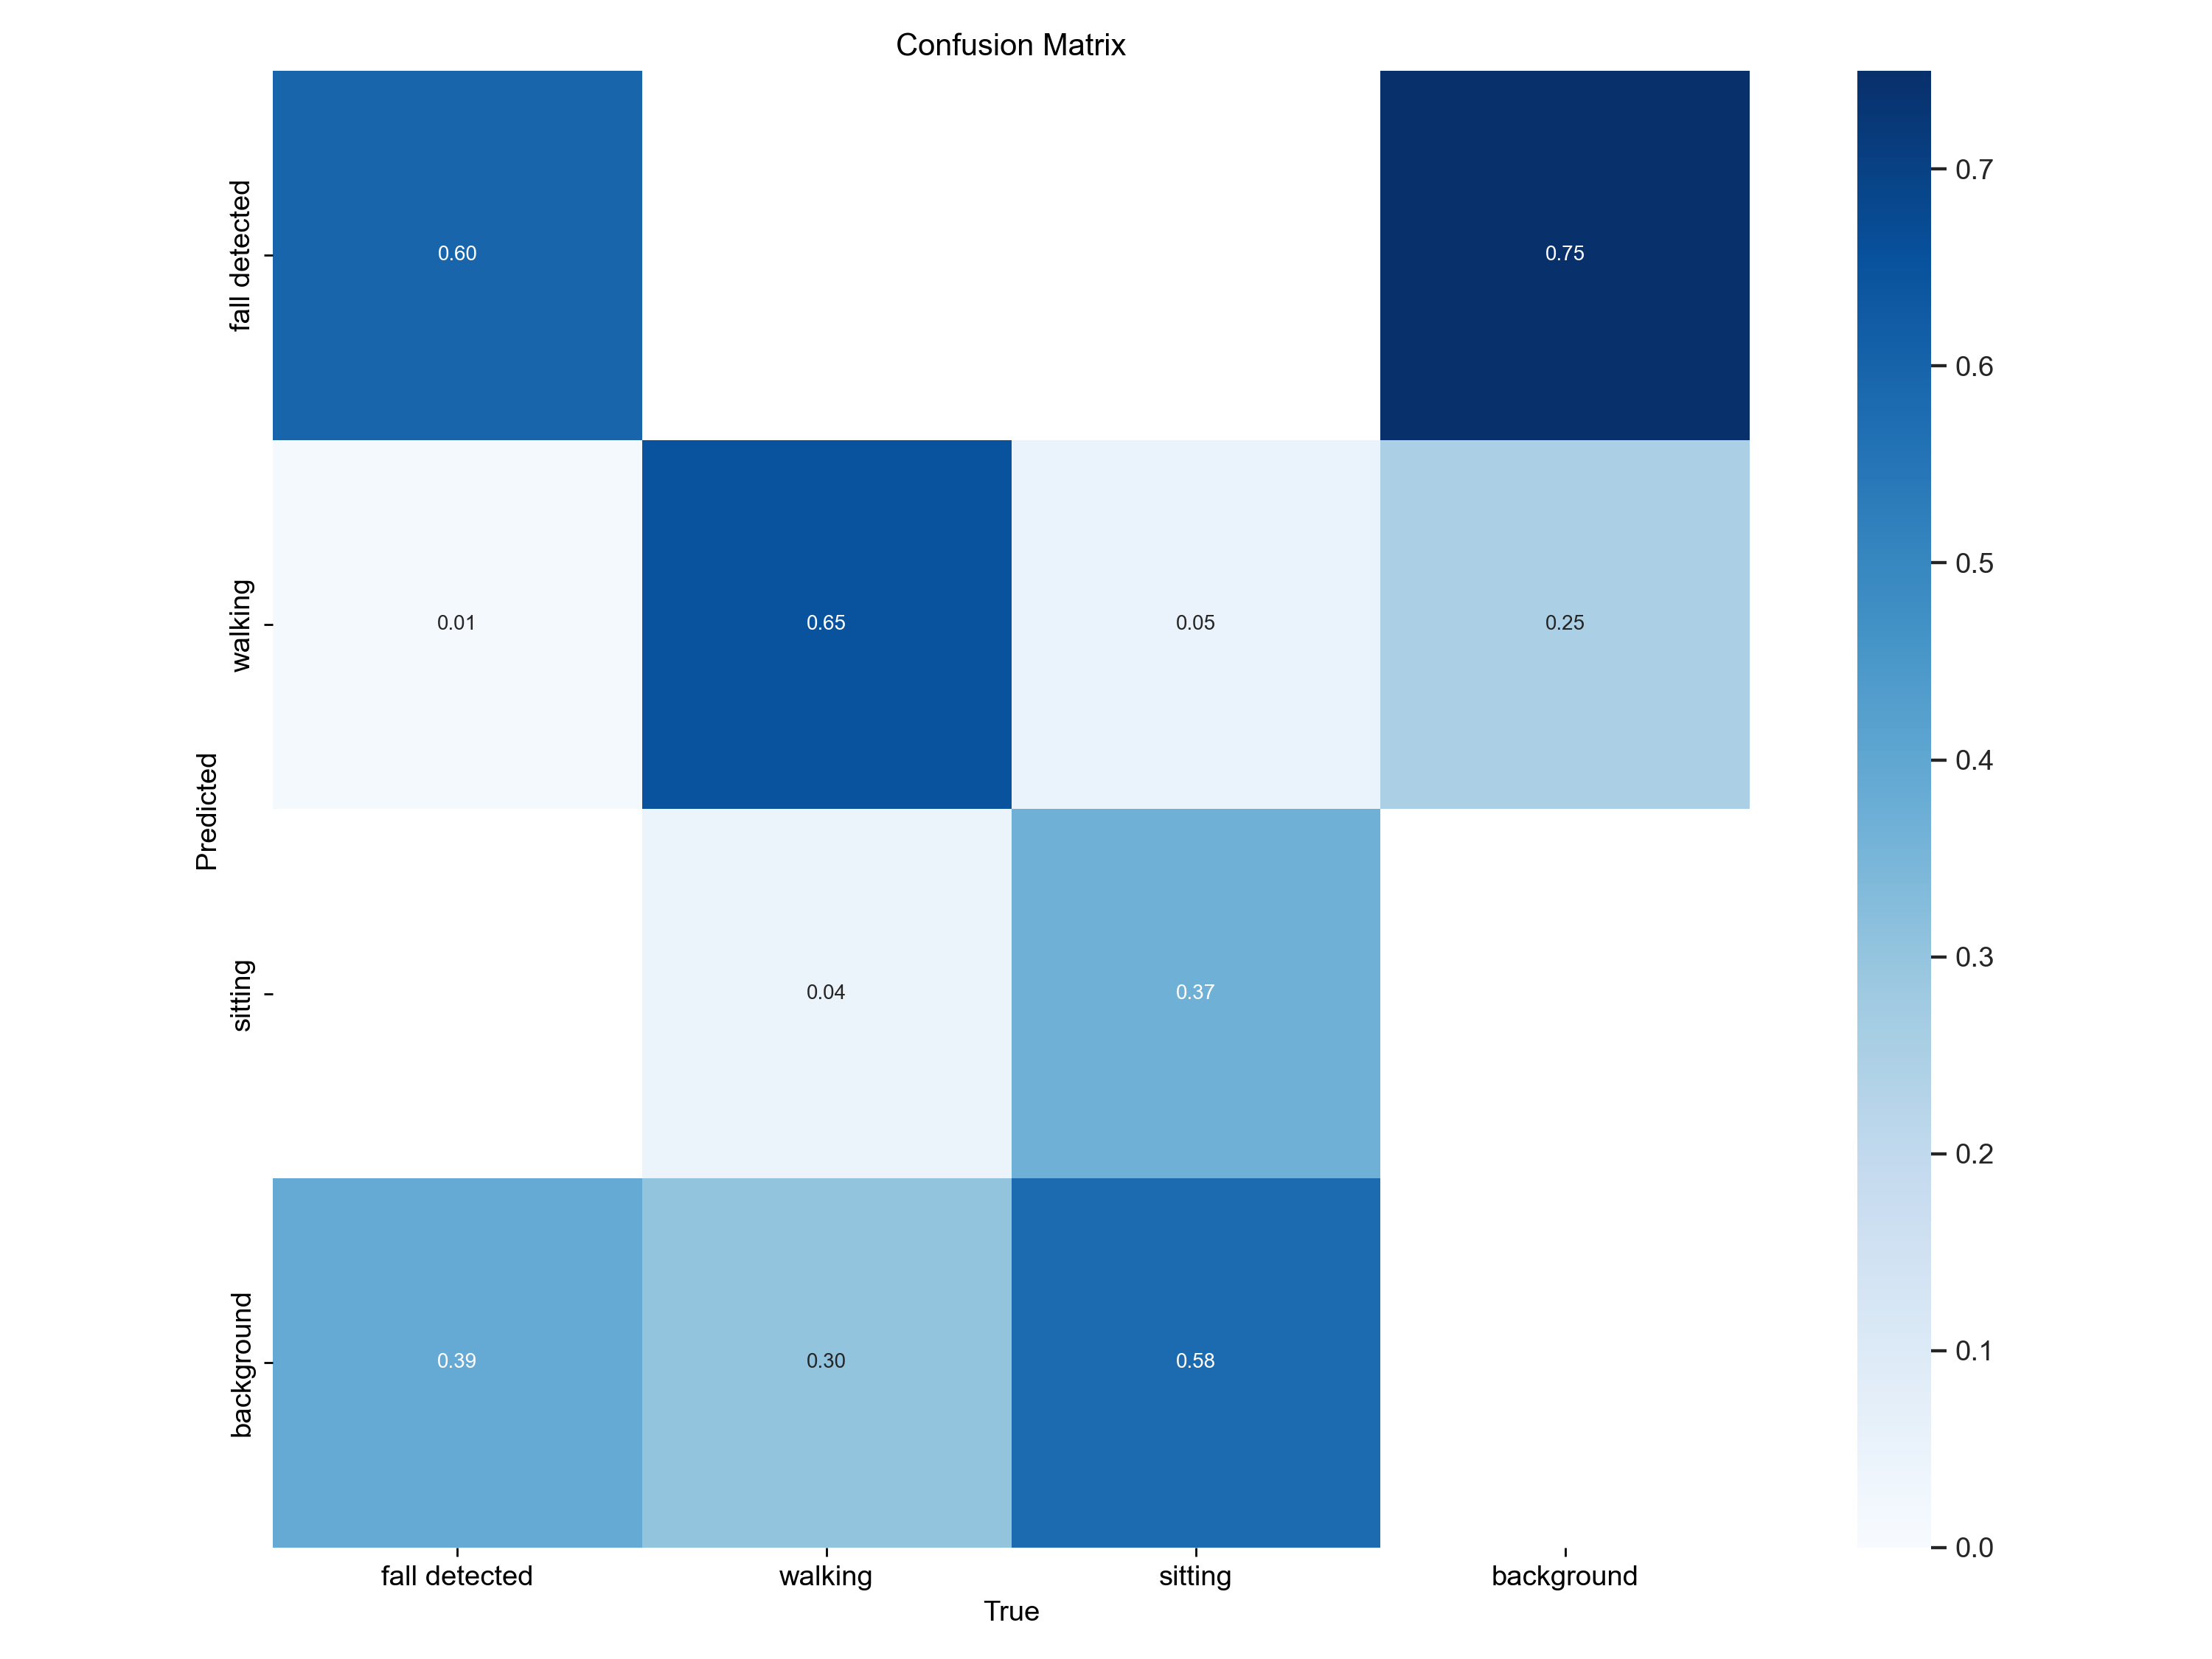 Confusion Matrix
fall detected
0.60
0.75
walking
0.01
0.65
0.05
0.25
sitting
0.04
0.37
background
0.39
0.30
0.58
Predicted
fall detected
walking
sitting
background
True
0.7
0.6
0.5
0.4
0.3
0.2
0.1
0.0